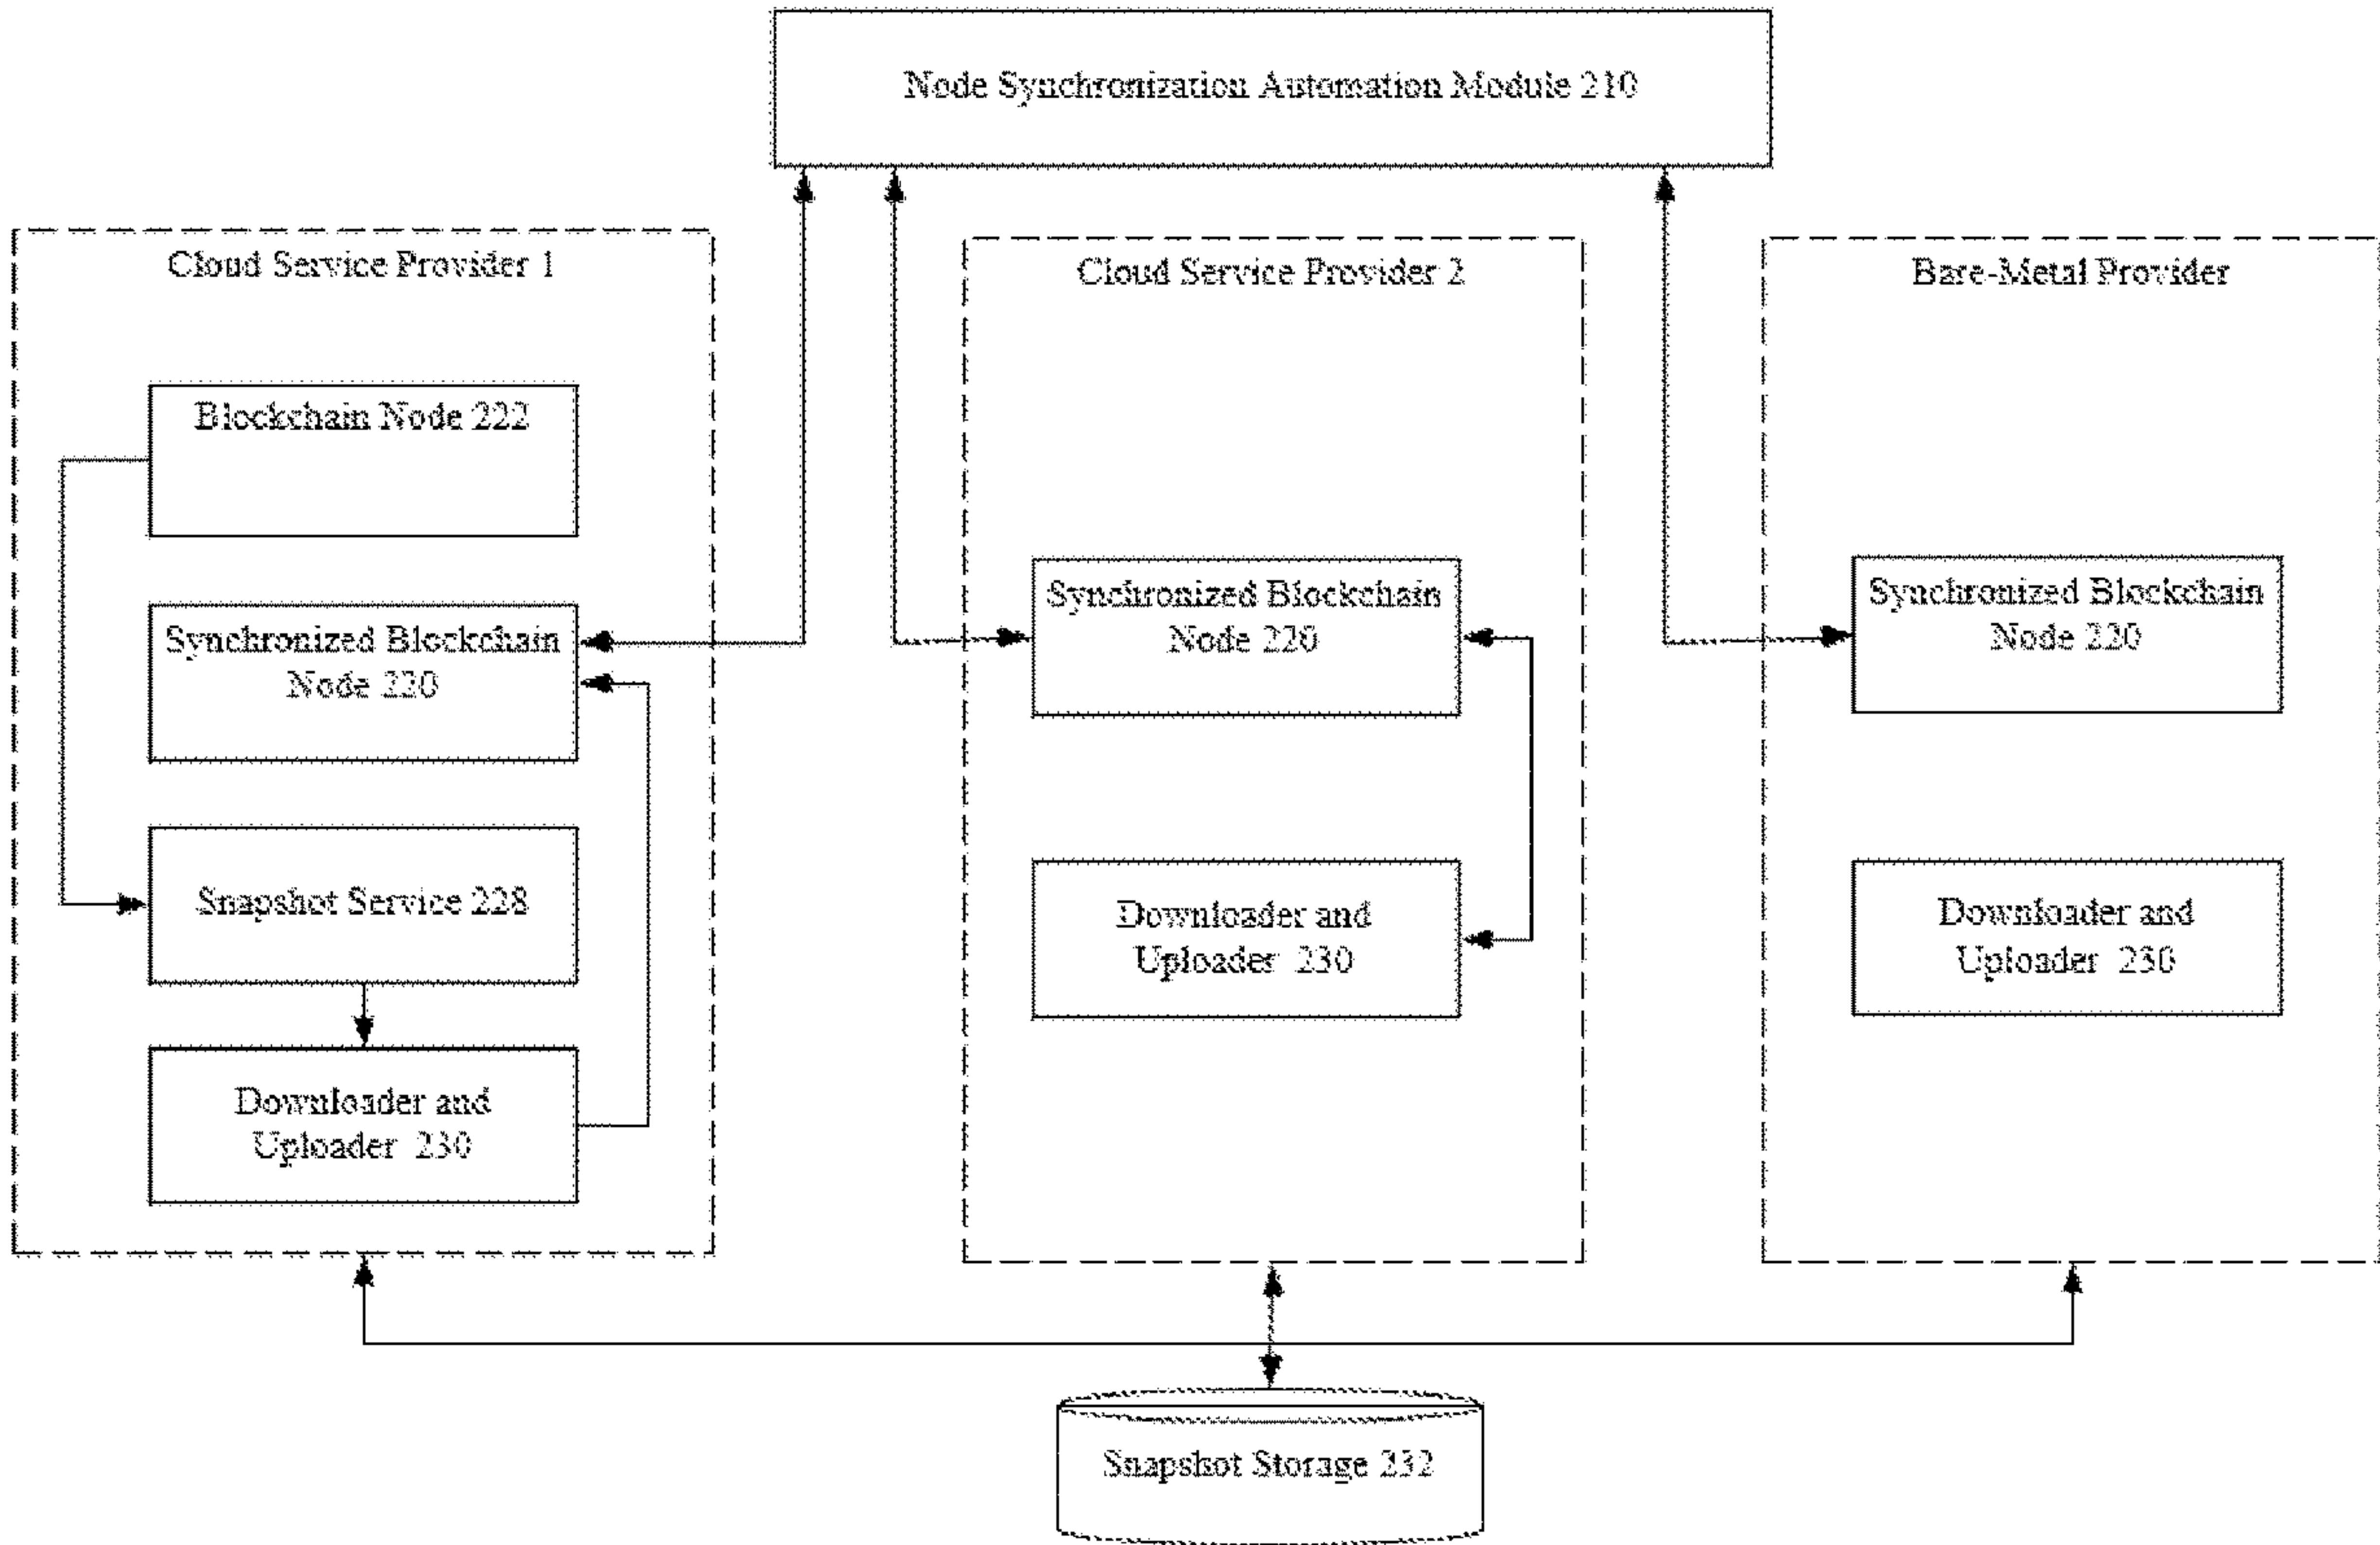 Node Synchronization Automation Module 210
Cloud Service Provider 1
Cloud Service Provider 2
Bare-Metal Provider
Blockchain Node 222
Synchronized Blockchain
Node 220
Synchronized Blockchain
Node 220
Synchronized Blockchain
Node 220
Snapshot Service 228
Downloader and
Uploader 230
Downloader and
Uploader 230
Downloader and
Uploader 230
Snapshot Storage 232